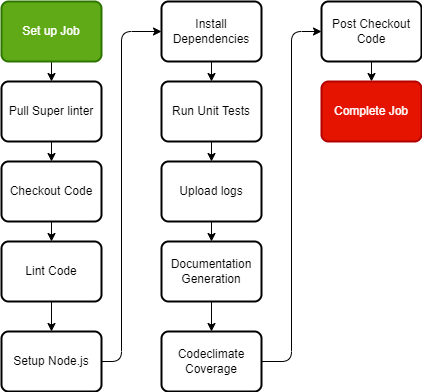 Set up Job
Pull Super linter
Checkout Code
Lint Code
Setup Node.js
Install
Dependencies
Run Unit Tests
Upload logs
Documentation
Generation
Codeclimate
Coverage
Post Checkout
Code
Complete Job